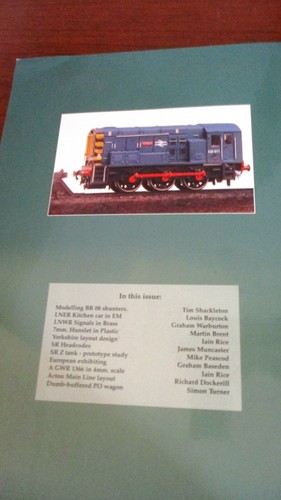 In this issue:
Modelling BR 08 shunters. Tim Shackleton
LNER Kitchen car in EM Louis Baycock
LNWR Signals in Brass Graham Warburton
7mm. Hunslet in Plastic Martin Brent
Yorkshire layout design Iain Rice
SR Headcodes James Muncaster
SR Z tank - prototype study Mike Peascod
European exhibiting Graham Baseden
A GWR 1366 in 4mm. scale Iain Rice
Acton Main Line layout Richard Dockerill
Dumb-buffered PO wagon Simon Turner